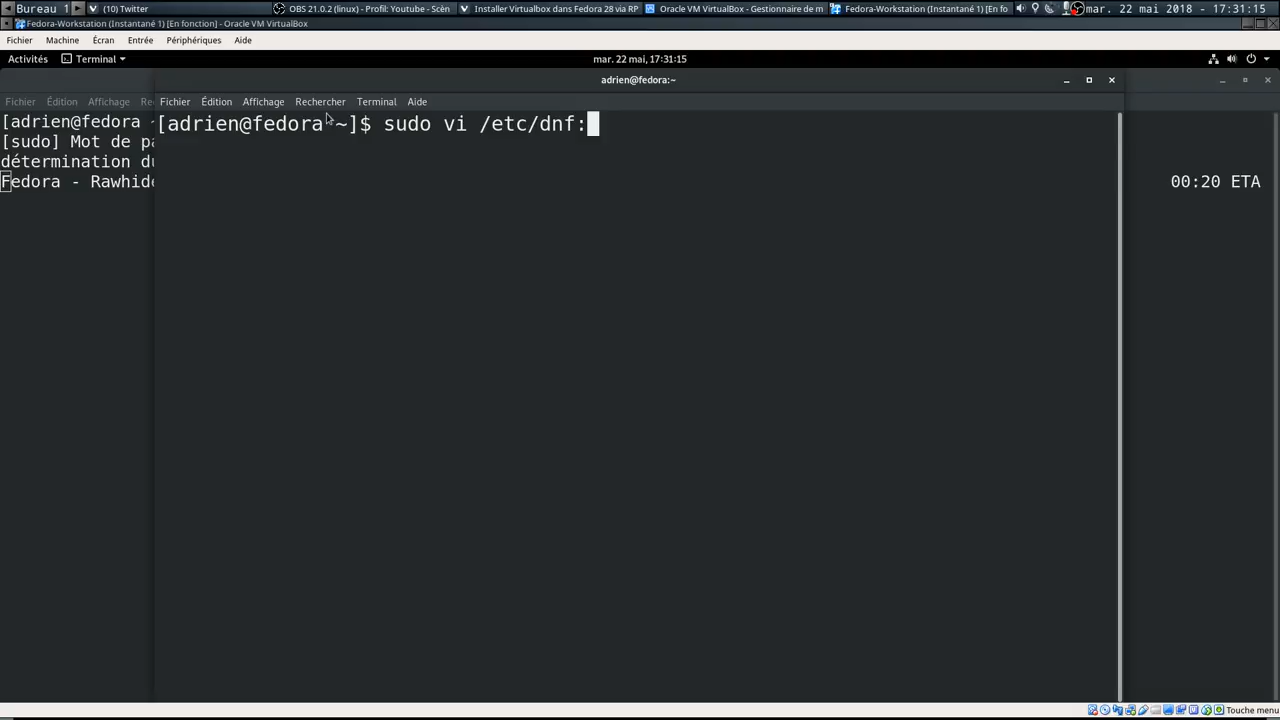 Bureau 1
(10) Twitter
OBS 21.0.2 (linux) - Profil: Youtube - Scèn
Installer Virtualbox dans Fedora 28 via RP
Oracle VM VirtualBox - Gestionnaire de m
Fedora-Workstation (Instantané 1) [En fo
mar. 22 mai 2018 - 17:31:15
Fedora-Workstation (Instantané 1) [En fonction] - Oracle VM VirtualBox
Fichier Machine Écran Entrée Périphériques Aide
Activités Terminal mar. 22 mai, 17:31:15
adrien@fedora:~
Fichier Édition Affichage Re
Fichier Édition Affichage Rechercher Terminal Aide
[adrien@fedora ~
[sudo] Mot de pa
détermination du
Fedora - Rawhide
00:20 ETA
[adrien@fedora ~]$ sudo vi /etc/dnf:
Touche menu